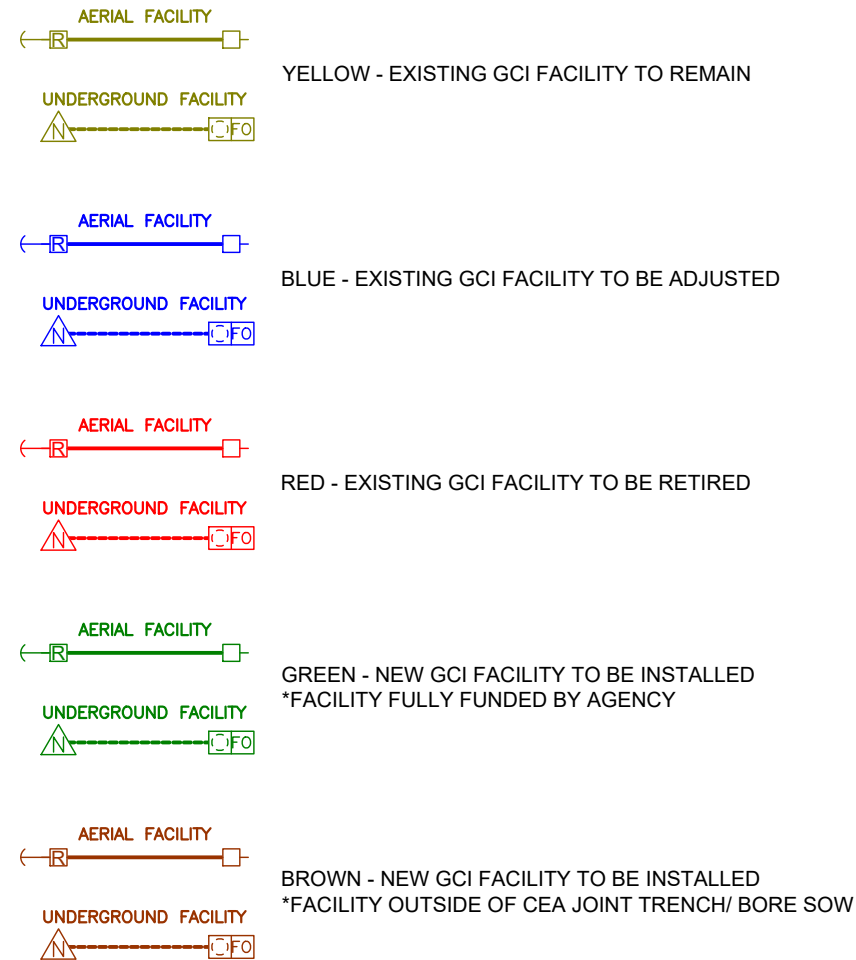 AERIAL FACILITY
R
YELLOW - EXISTING GCI FACILITY TO REMAIN
UNDERGROUND FACILITY
N FO
AERIAL FACILITY
R
BLUE - EXISTING GCI FACILITY TO BE ADJUSTED
UNDERGROUND FACILITY
N FO
AERIAL FACILITY
R
RED - EXISTING GCI FACILITY TO BE RETIRED
UNDERGROUND FACILITY
N FO
AERIAL FACILITY
R
GREEN - NEW GCI FACILITY TO BE INSTALLED
*FACILITY FULLY FUNDED BY AGENCY
UNDERGROUND FACILITY
N FO
AERIAL FACILITY
R
BROWN - NEW GCI FACILITY TO BE INSTALLED
*FACILITY OUTSIDE OF CEA JOINT TRENCH/ BORE SOW
UNDERGROUND FACILITY
N FO